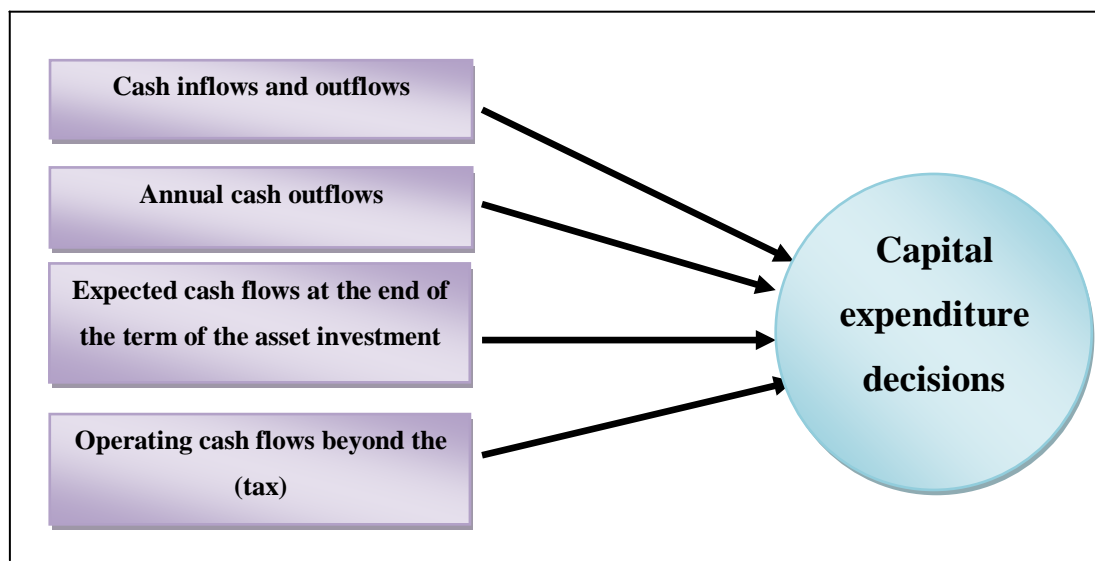 Cash inflows and outflows
Annual cash outflows
Expected cash flows at the end of
the term of the asset investment
Operating cash flows beyond the
(tax)
Capital
expenditure
decisions